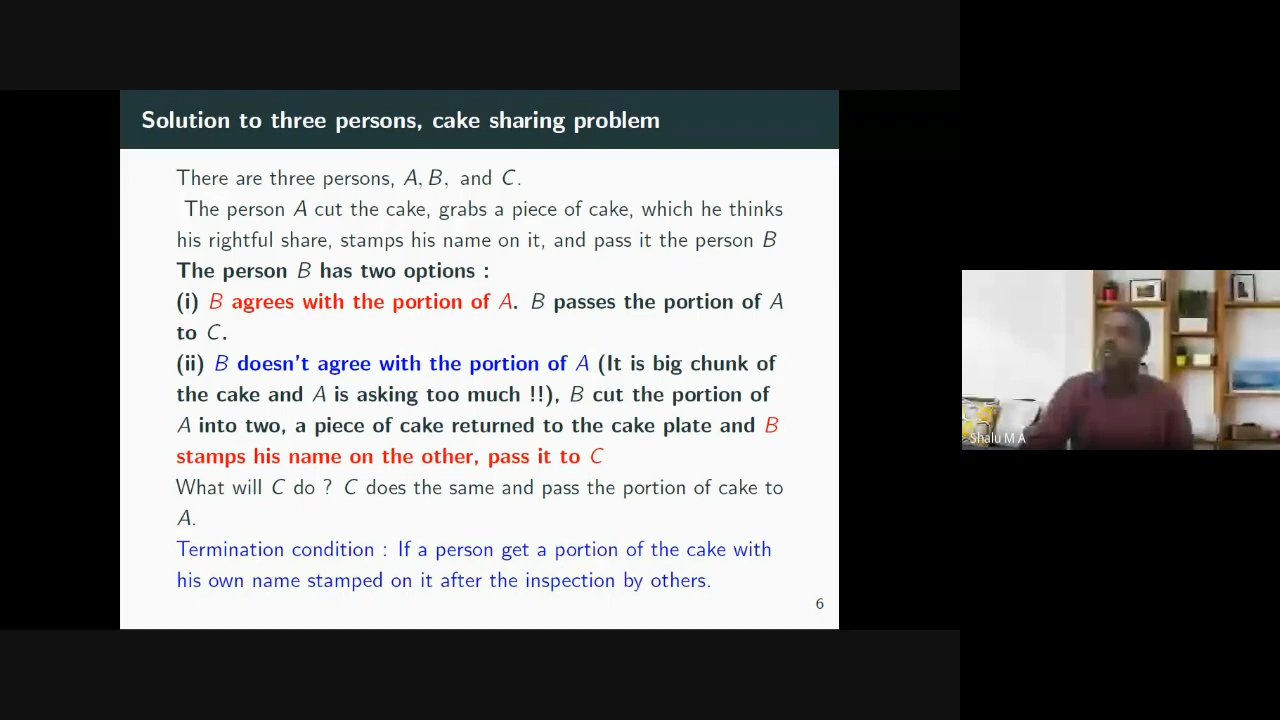 Solution to three persons, cake sharing problem
There are three persons, A, B, and C.
The person A cut the cake, grabs a piece of cake, which he thinks
his rightful share, stamps his name on it, and pass it the person B
The person B has two options :
(i) B agrees with the portion of A. B passes the portion of A
to C.
(ii) B doesn't agree with the portion of A (It is big chunk of
the cake and A is asking too much !!), B cut the portion of
A into two, a piece of cake returned to the cake plate and B
stamps his name on the other, pass it to C
What will C do ? C does the same and pass the portion of cake to
A.
Termination condition : If a person get a portion of the cake with
his own name stamped on it after the inspection by others.
6
Shalu M A